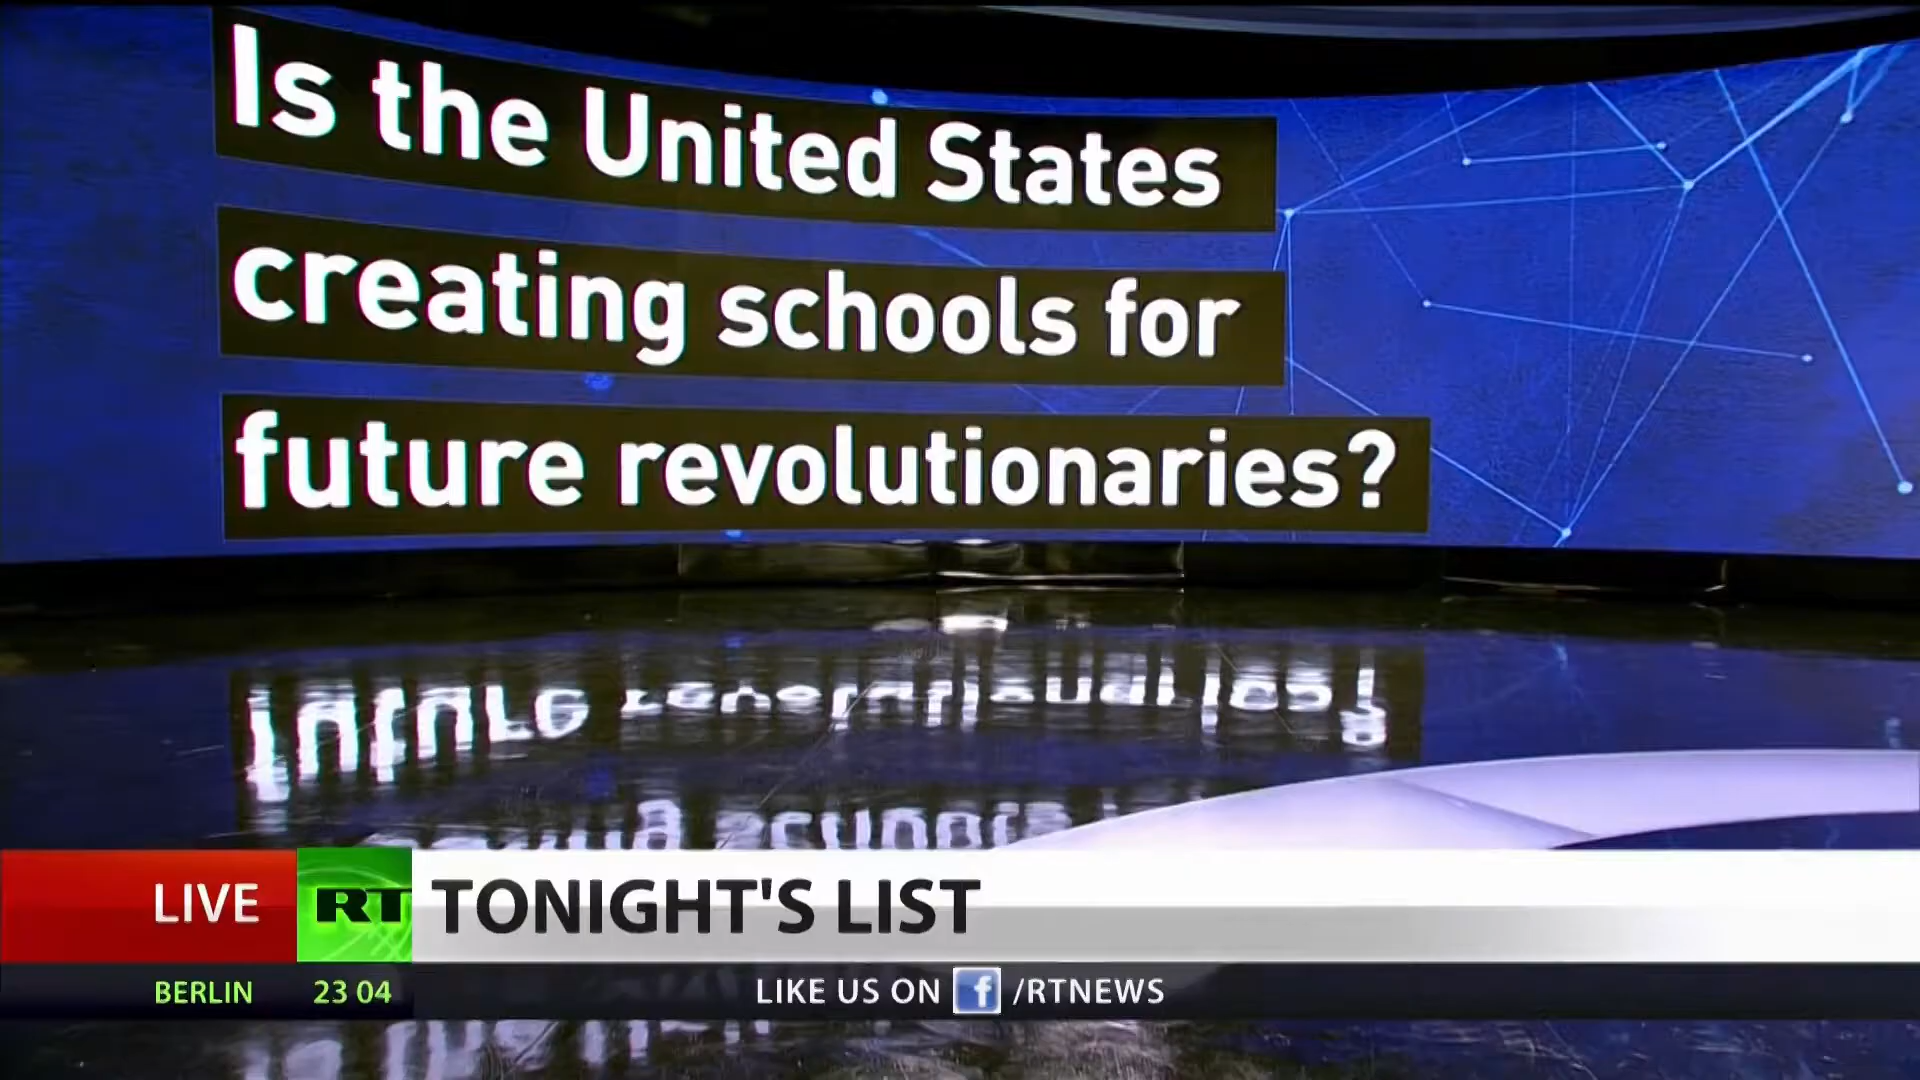 Is the United States
creating schools for
future revolutionaries?
LIVE RT TONIGHT'S LIST
BERLIN 23 04 LIKE US ON f /RTNEWS